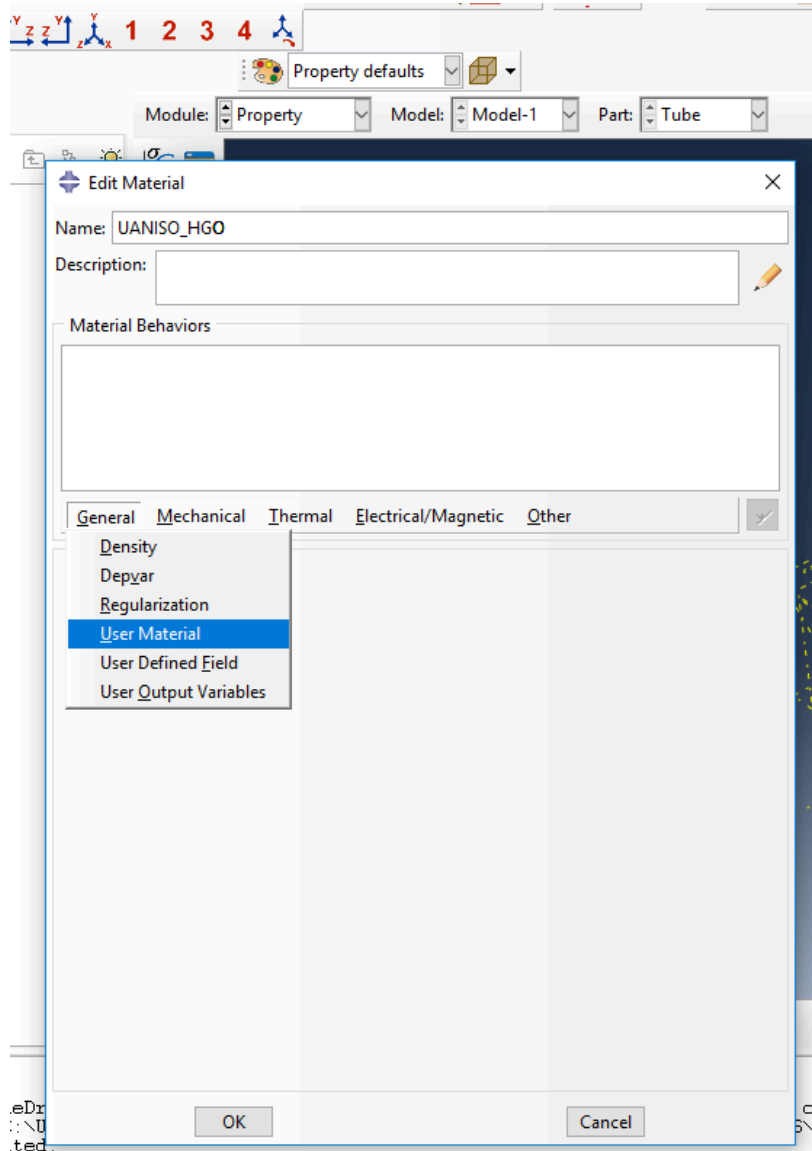 Y z z Y Y z x 1 2 3 4
Property defaults
Module: Property Model: Model-1 Part: Tube
Edit Material
Name: UANISO_HGO
Description:
Material Behaviors
General Mechanical Thermal Electrical/Magnetic Other
Density
Depvar
Regularization
User Material
User Defined Field
User Output Variables
OK Cancel
eDr
:\U
ted.